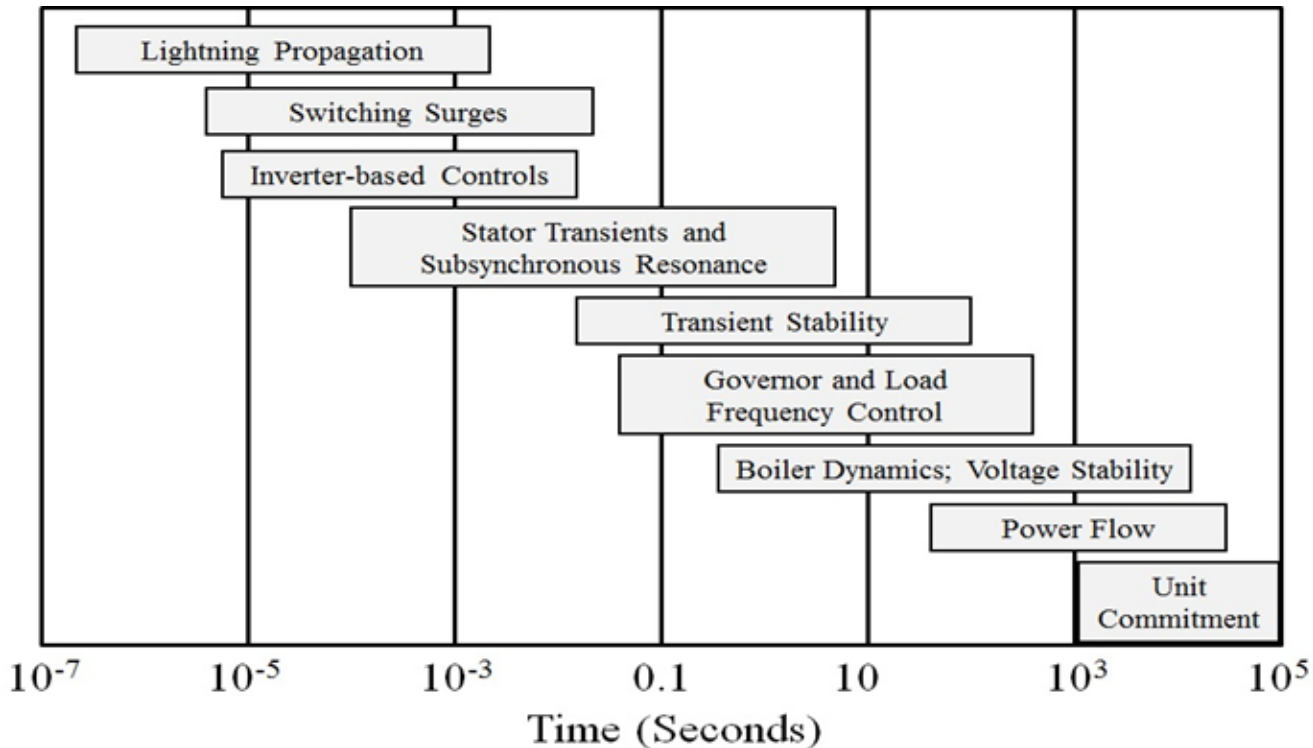 Lightning Propagation
Switching Surges
Inverter-based Controls
Stator Transients and
Subsynchronous Resonance
Transient Stability
Governor and Load
Frequency Control
Boiler Dynamics; Voltage Stability
Power Flow
Unit
Commitment
10⁻⁷ 10⁻⁵ 10⁻³ 0.1 10 10³ 10⁵
Time (Seconds)